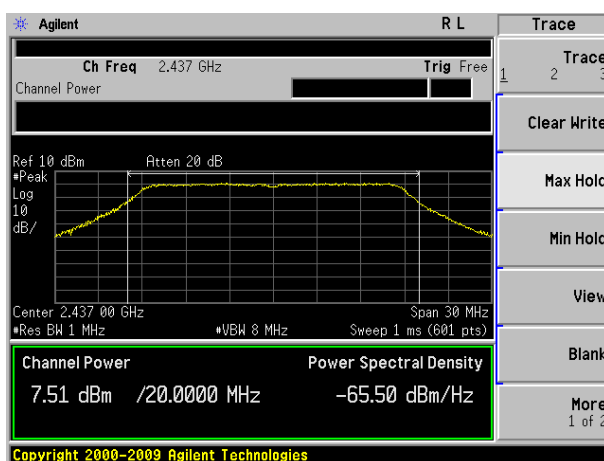 Agilent R L Trace
Ch Freq 2.437 GHz Trig Free
Channel Power
Trace
1 2 3
Clear Write
Max Hold
Min Hold
View
Blank
More
1 of 2
Ref 10 dBm Atten 20 dB
#Peak
Log
10
dB/
Center 2.437 00 GHz Span 30 MHz
#Res BW 1 MHz #VBW 8 MHz Sweep 1 ms (601 pts)
Channel Power Power Spectral Density
7.51 dBm /20.0000 MHz -65.50 dBm/Hz
Copyright 2000-2009 Agilent Technologies